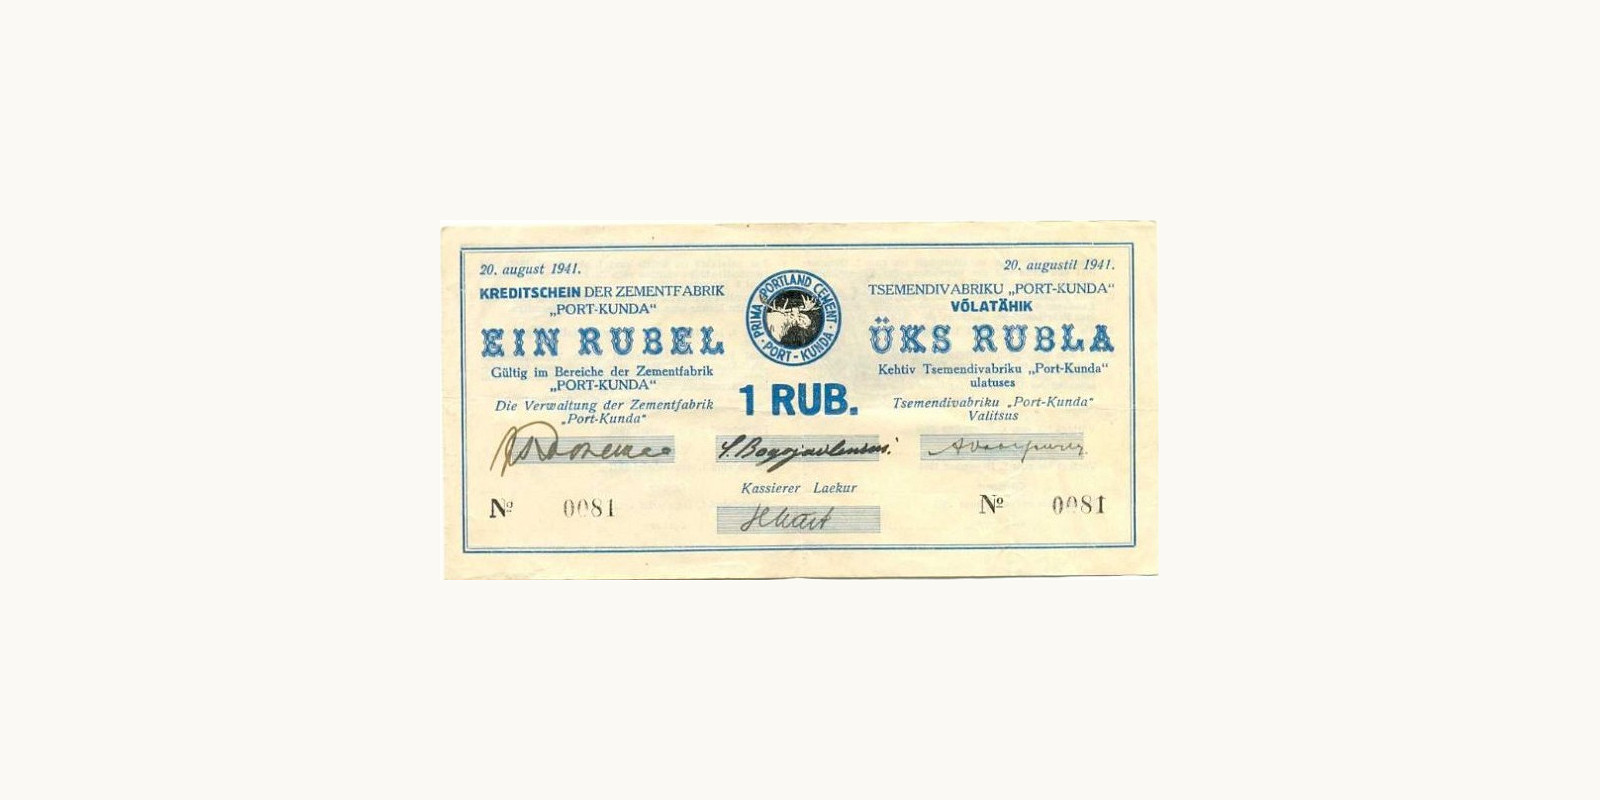 20. august 1941.
KREDITSCHEIN DER ZEMENTFABRIK
„PORT-KUNDA“
EIN RUBEL
Gültig im Bereiche der Zementfabrik
„PORT-KUNDA“
Die Verwaltung der Zementfabrik
„Port-Kunda“
№ 0081
PRIMA PORTLAND CEMENT · PORT-KUNDA ·
1 RUB.
S. Bogojavlenski.
Kassierer Laekur
20. augustil 1941.
TSEMENDIVABRIKU „PORT-KUNDA“
VÕLATÄHIK
ÜKS RUBLA
Kehtiv Tsemendivabriku „Port-Kunda“
ulatuses
Tsemendivabriku „Port-Kunda“
Valitsus
№ 0081